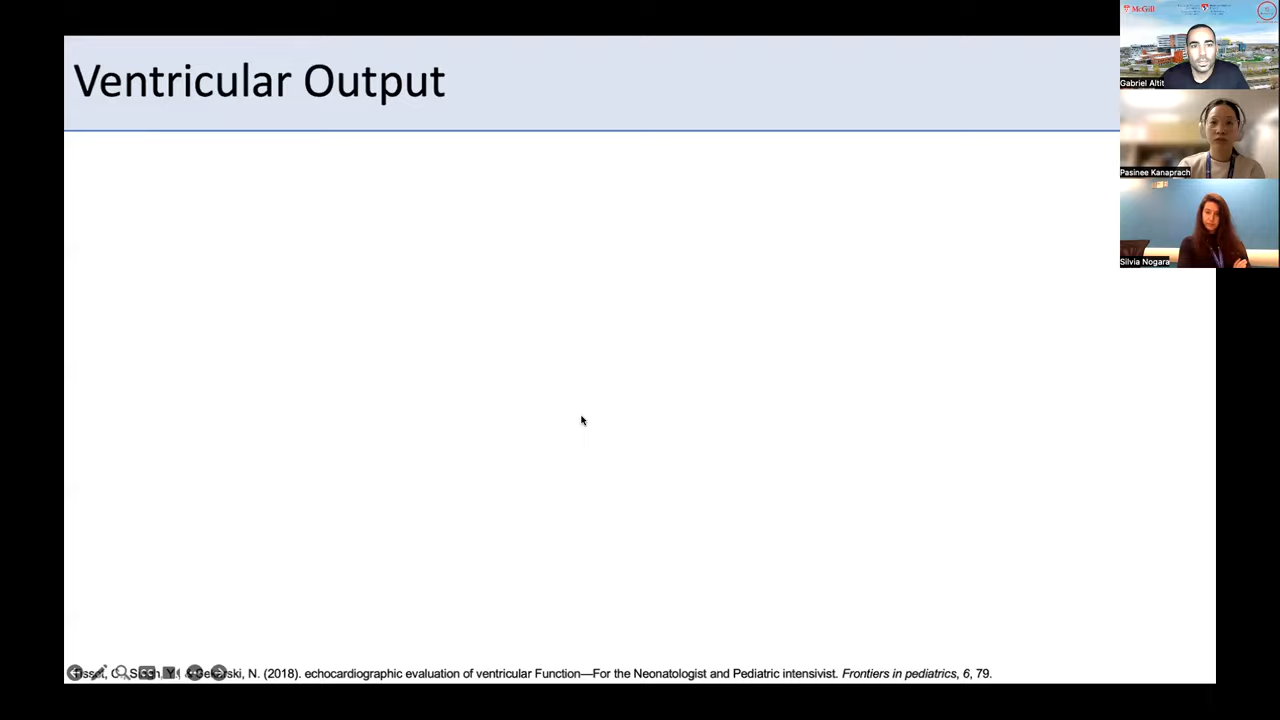 Ventricular Output
McGill
Gabriel Altit
Pasinee Kanaprach
Silvia Nogara
N. (2018). echocardiographic evaluation of ventricular Function—For the Neonatologist and Pediatric intensivist. Frontiers in pediatrics, 6, 79.